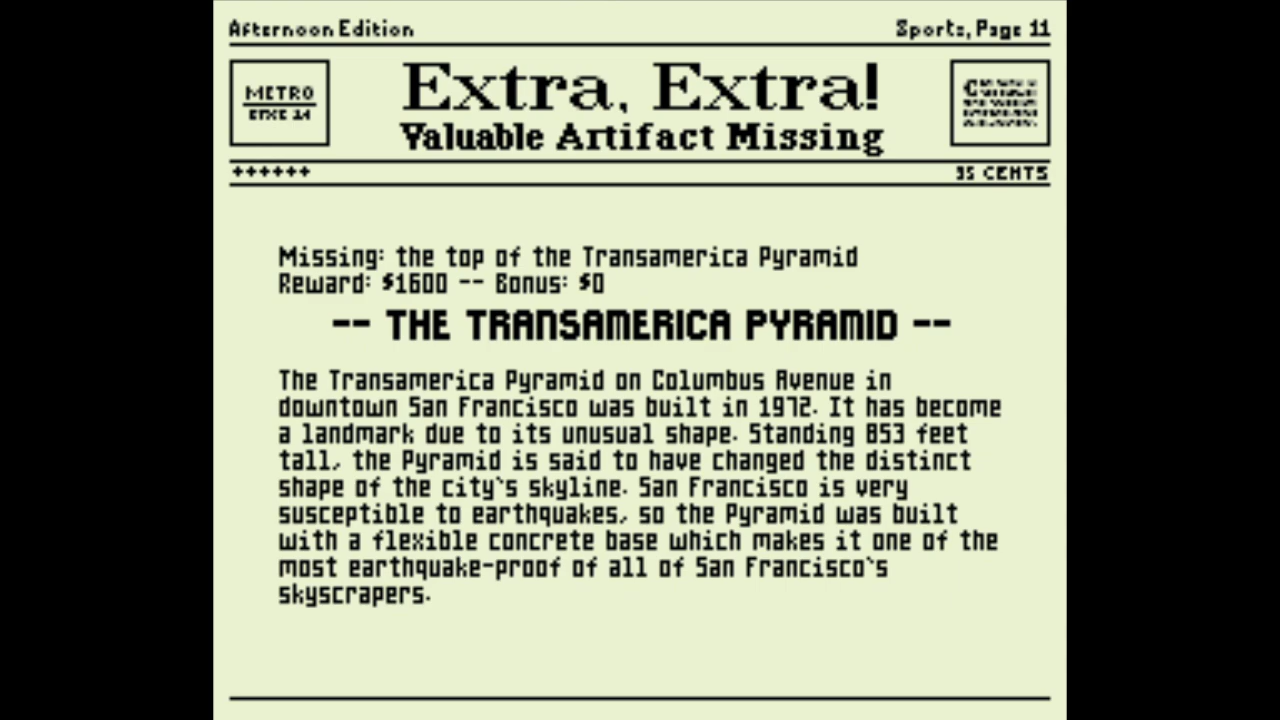 Afternoon Edition
Sports, Page 11
METRO
Extra, Extra!
Valuable Artifact Missing
++++++
35 CENTS
Missing: the top of the Transamerica Pyramid
Reward: $1600 -- Bonus: $0
-- THE TRANSAMERICA PYRAMID --
The Transamerica Pyramid on Columbus Avenue in
downtown San Francisco was built in 1972. It has become
a landmark due to its unusual shape. Standing 853 feet
tall, the Pyramid is said to have changed the distinct
shape of the city's skyline. San Francisco is very
susceptible to earthquakes, so the Pyramid was built
with a flexible concrete base which makes it one of the
most earthquake-proof of all of San Francisco's
skyscrapers.